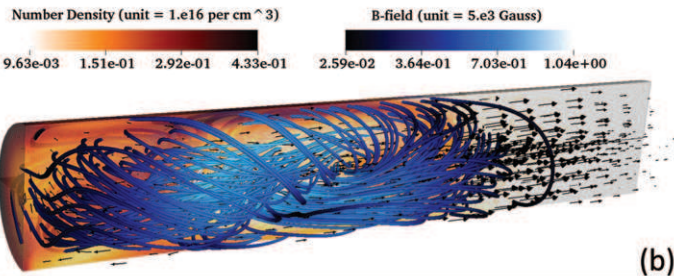 Number Density (unit = 1.e16 per cm^3)
B-field (unit = 5.e3 Gauss)
9.63e-03 1.51e-01 2.92e-01 4.33e-01
2.59e-02 3.64e-01 7.03e-01 1.04e+00
(b)